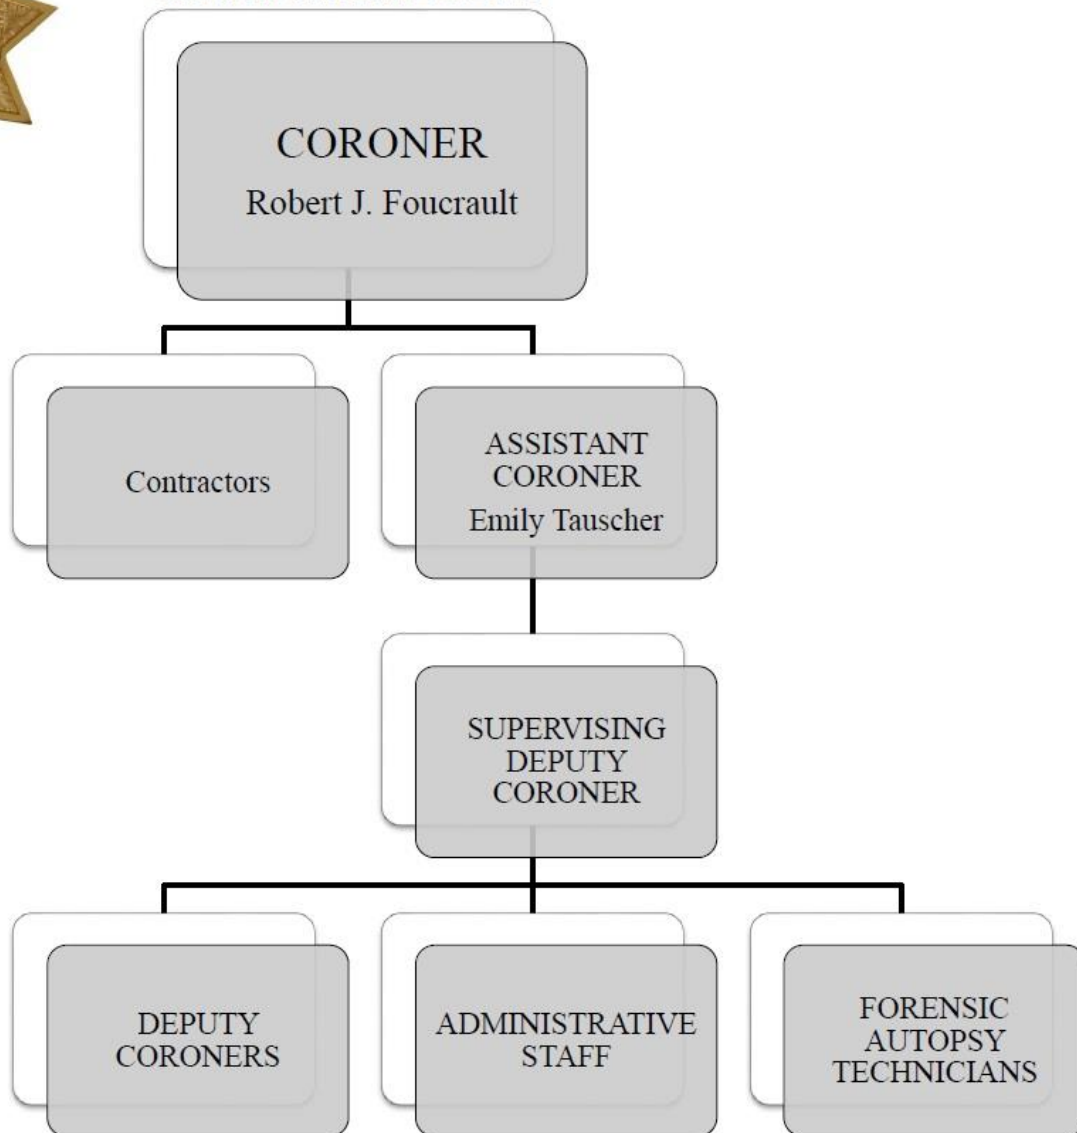 CORONER
Robert J. Foucrault
Contractors
ASSISTANT
CORONER
Emily Tauscher
SUPERVISING
DEPUTY
CORONER
DEPUTY
CORONERS
ADMINISTRATIVE
STAFF
FORENSIC
AUTOPSY
TECHNICIANS